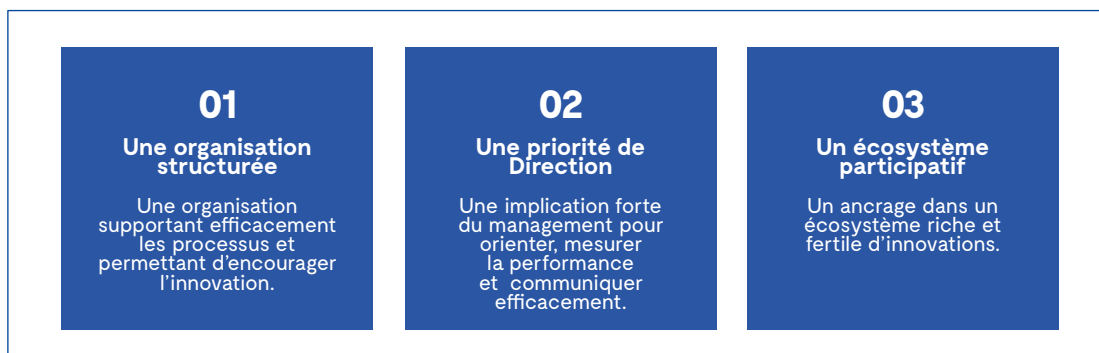 01
Une organisation
structurée
Une organisation
supportant efficacement
les processus et
permettant d’encourager
l’innovation.
02
Une priorité de
Direction
Une implication forte
du management pour
orienter, mesurer
la performance
et  communiquer
efficacement.
03
Un écosystème
participatif
Un ancrage dans un
écosystème riche et
fertile d’innovations.